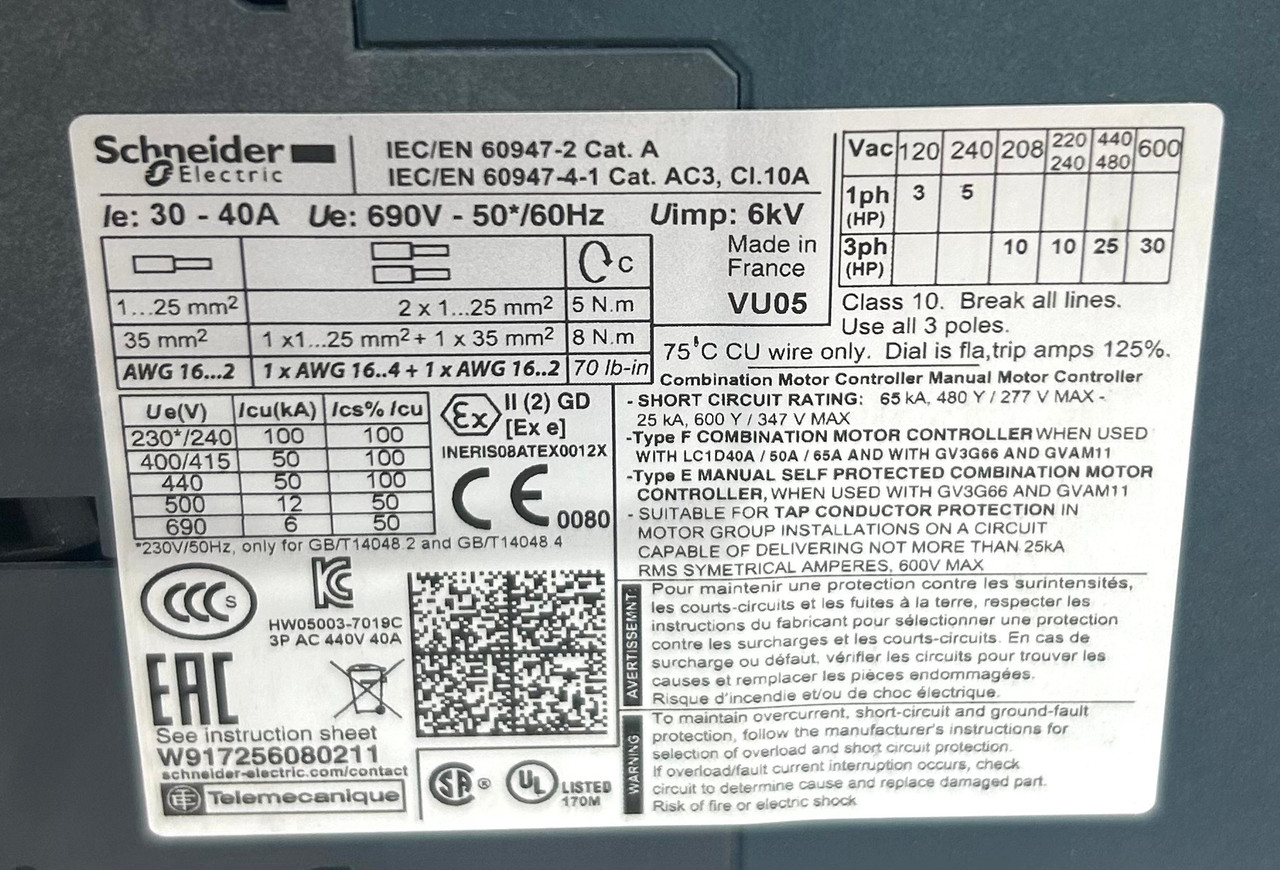 Schneider
Electric
IEC/EN 60947-2 Cat. A
IEC/EN 60947-4-1 Cat. AC3, Cl.10A
Ie: 30 - 40A Ue: 690V - 50*/60Hz Uimp: 6kV
C
1...25 mm² 2 x 1...25 mm² 5 N.m
35 mm² 1 x1...25 mm² + 1 x 35 mm² 8 N.m
AWG 16...2 1 x AWG 16..4 + 1 x AWG 16..2 70 lb-in
Made in
France
VU05
Vac 120 240 208 220 240 440 480 600
1ph (HP) 3 5
3ph (HP) 10 10 25 30
Class 10. Break all lines.
Use all 3 poles.
75°C CU wire only. Dial is fla,trip amps 125%.
Ue(V) Icu(kA) Ics% Icu
230*/240 100 100
400/415 50 100
440 50 100
500 12 50
690 6 50
*230V/50Hz, only for GB/T14048.2 and GB/T14048.4
Ex II (2) GD
[Ex e]
INERIS08ATEX0012X
CE 0080
Combination Motor Controller Manual Motor Controller
- SHORT CIRCUIT RATING: 65 kA, 480 Y / 277 V MAX -
25 kA, 600 Y / 347 V MAX
-Type F COMBINATION MOTOR CONTROLLER WHEN USED
WITH LC1D40A / 50A / 65A AND WITH GV3G66 AND GVAM11
-Type E MANUAL SELF PROTECTED COMBINATION MOTOR
CONTROLLER, WHEN USED WITH GV3G66 AND GVAM11
- SUITABLE FOR TAP CONDUCTOR PROTECTION IN
MOTOR GROUP INSTALLATIONS ON A CIRCUIT
CAPABLE OF DELIVERING NOT MORE THAN 25kA
RMS SYMETRICAL AMPERES, 600V MAX
CCC S
KC
HW05003-7019C
3P AC 440V 40A
EAC
See instruction sheet
W917256080211
schneider-electric.com/contact
TE Telemecanique
SA ®
UL LISTED
170M
AVERTISSEMNT:
Pour maintenir une protection contre les surintensités,
les courts-circuits et les fuites à la terre, respecter les
instructions du fabricant pour sélectionner une protection
contre les surcharges et les courts-circuits. En cas de
surcharge ou défaut, vérifier les circuits pour trouver les
causes et remplacer les pièces endommagées.
Risque d'incendie et/ou de choc électrique.
WARNING:
To maintain overcurrent, short-circuit and ground-fault
protection, follow the manufacturer's instructions for
selection of overload and short circuit protection.
If overload/fault current interruption occurs, check
circuit to determine cause and replace damaged part.
Risk of fire or electric shock